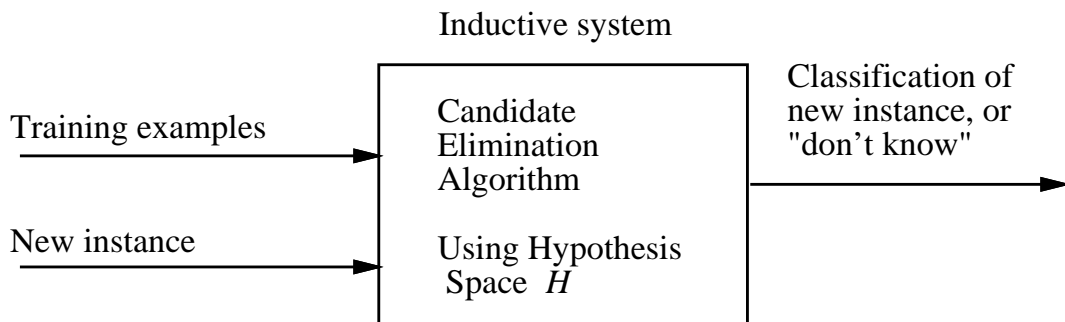 Inductive system
Training examples
New instance
Candidate
Elimination
Algorithm
Using Hypothesis
Space H
Classification of
new instance, or
"don't know"